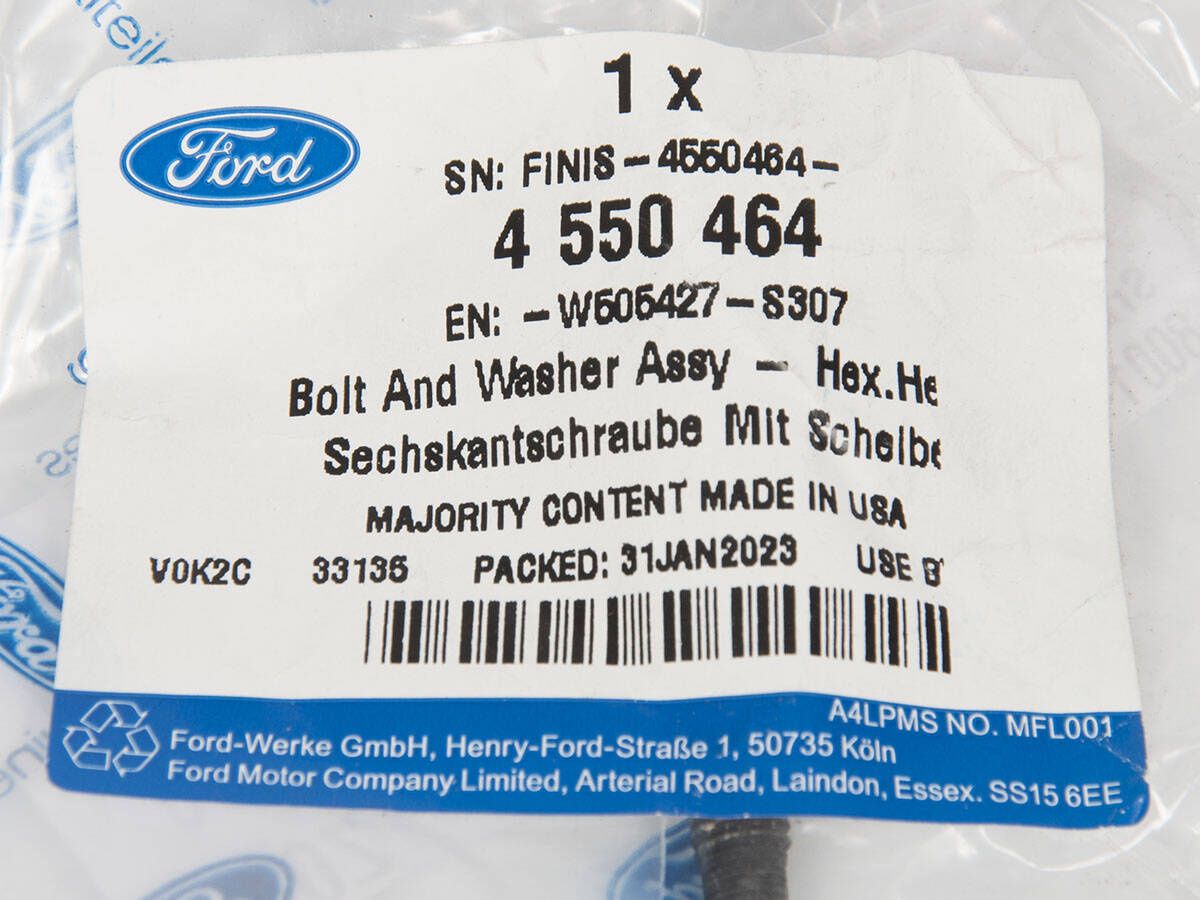 Ford
1 x
SN: FINIS-4550464-
4 550 464
EN: -W505427-S307
Bolt And Washer Assy - Hex.He
Sechskantschraube Mit Scheibe
MAJORITY CONTENT MADE IN USA
V0K2C 33135 PACKED: 31JAN2023 USE B
A4LPMS NO. MFL001
Ford-Werke GmbH, Henry-Ford-Straße 1, 50735 Köln
Ford Motor Company Limited, Arterial Road, Laindon, Essex. SS15 6EE